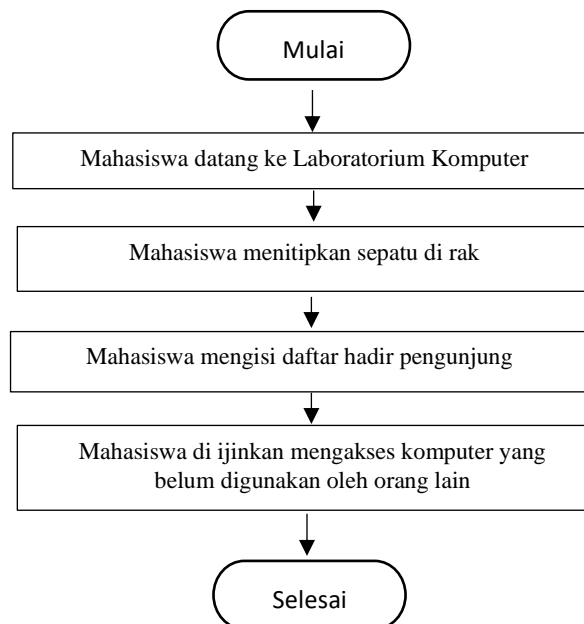 Mulai
Mahasiswa datang ke Laboratorium Komputer
Mahasiswa menitipkan sepatu di rak
Mahasiswa mengisi daftar hadir pengunjung
Mahasiswa di ijinkan mengakses komputer yang
belum digunakan oleh orang lain
Selesai